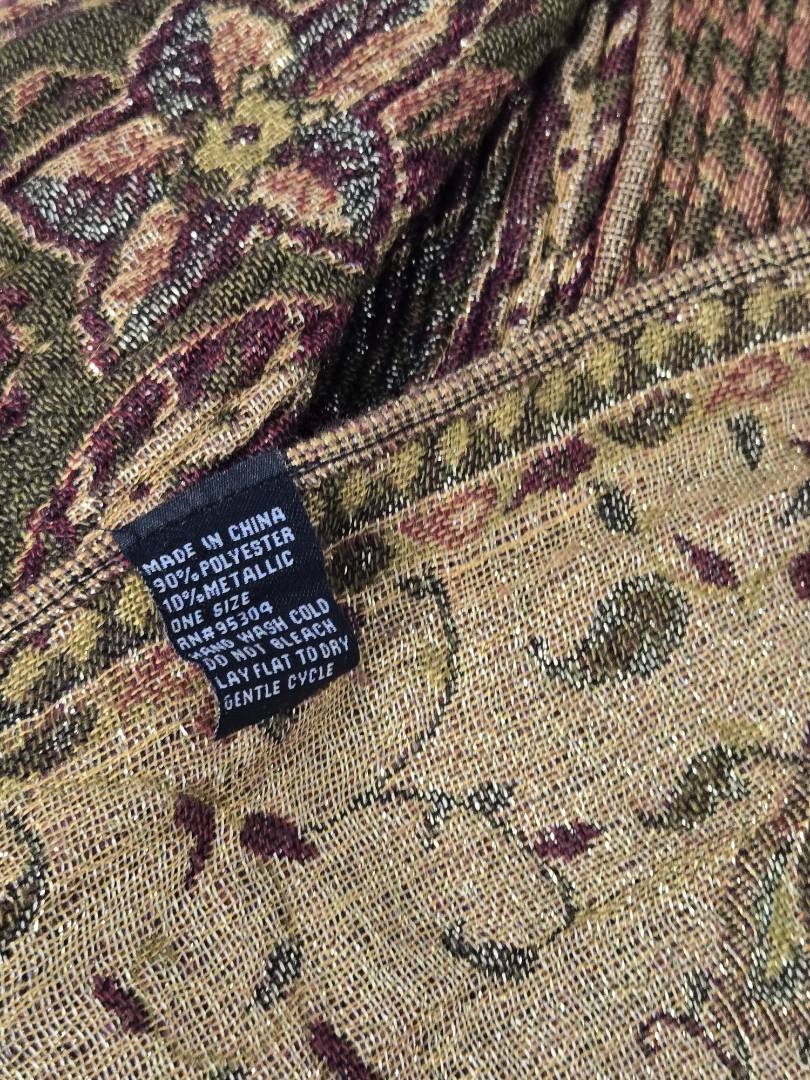 MADE IN CHINA
90% POLYESTER
10% METALLIC
ONE SIZE
RN#95304
HAND WASH COLD
DO NOT BLEACH
LAY FLAT TO DRY
GENTLE CYCLE